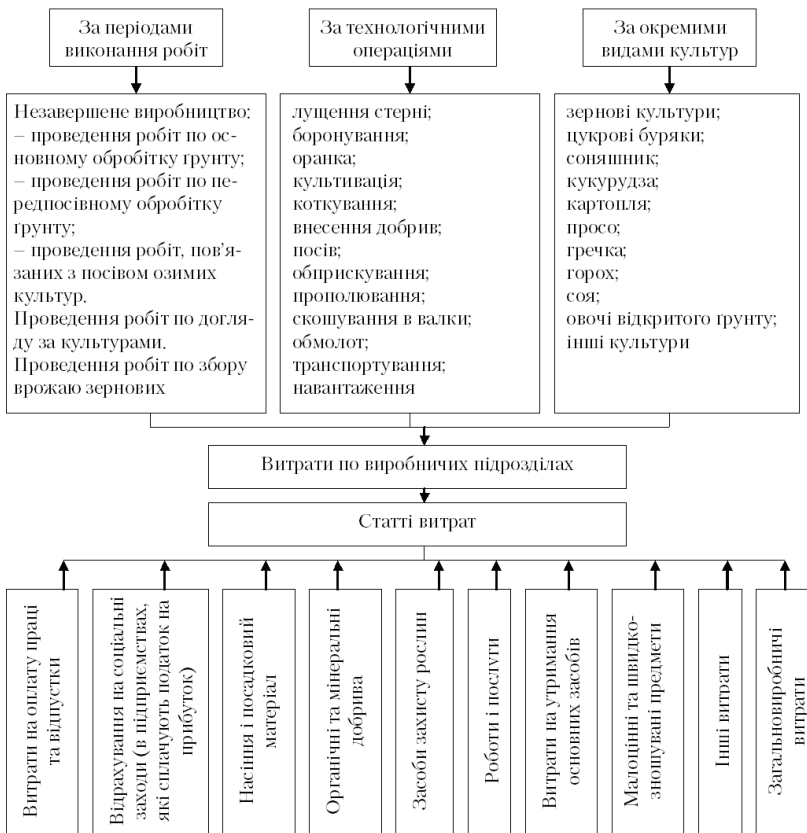 За періодами
виконання робіт
За технологічними
операціями
За окремими
видами культур
Незавершене виробництво:
– проведення робіт по ос-
новному обробітку ґрунту;
– проведення робіт по пе-
редпосівному обробітку
ґрунту;
– проведення робіт, пов’я-
заних з посівом озимих
культур.
Проведення робіт по догля-
ду за культурами.
Проведення робіт по збору
врожаю зернових
лущення стерні;
боронування;
оранка;
культивація;
коткування;
внесення добрив;
посів;
обприскування;
прополювання;
скошування в валки;
обмолот;
транспортування;
навантаження
зернові культури;
цукрові буряки;
соняшник;
кукурудза;
картопля;
просо;
гречка;
горох;
соя;
овочі відкритого ґрунту;
інші культури
Витрати по виробничих підрозділах
Статті витрат
Витрати на оплату праці
та відпустки
Відрахування на соціальні
заходи (в підприємствах,
які сплачують податок на
прибуток)
Насіння і посадковий
матеріал
Органічні та мінеральні
добрива
Засоби захисту рослин
Роботи і послуги
Витрати на утримання
основних засобів
Малоцінні та швидко-
зношувані предмети
Інші витрати
Загальновиробничі
витрати